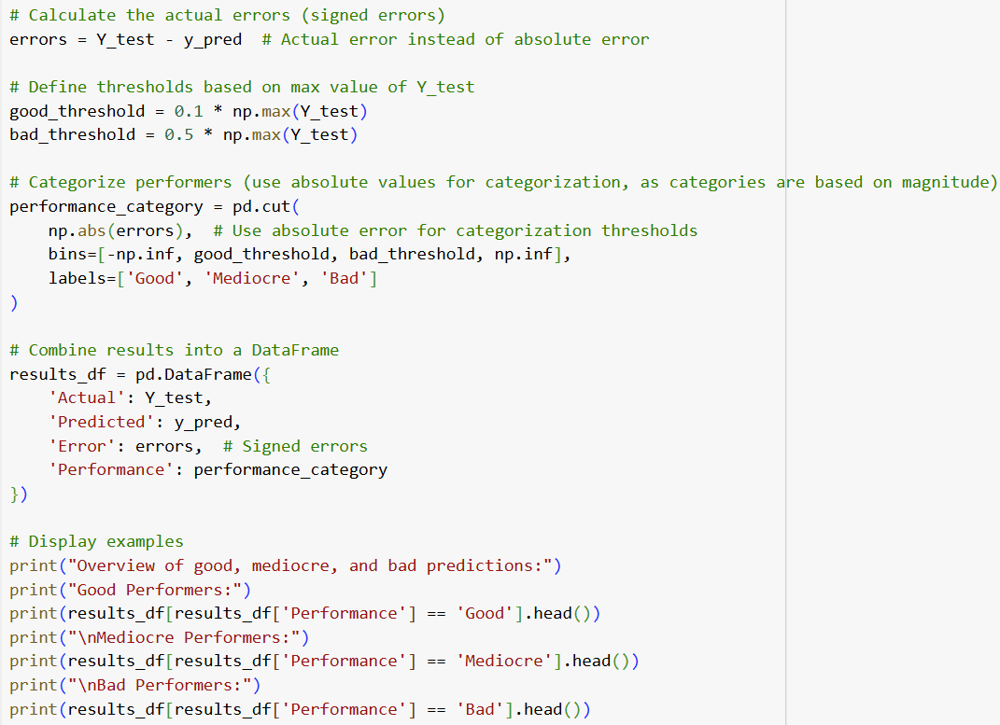 # Calculate the actual errors (signed errors)
errors = Y_test - y_pred  # Actual error instead of absolute error
# Define thresholds based on max value of Y_test
good_threshold = 0.1 * np.max(Y_test)
bad_threshold = 0.5 * np.max(Y_test)
# Categorize performers (use absolute values for categorization, as categories are based on magnitude)
performance_category = pd.cut(
    np.abs(errors),  # Use absolute error for categorization thresholds
    bins=[-np.inf, good_threshold, bad_threshold, np.inf],
    labels=['Good', 'Mediocre', 'Bad']
)
# Combine results into a DataFrame
results_df = pd.DataFrame({
    'Actual': Y_test,
    'Predicted': y_pred,
    'Error': errors,  # Signed errors
    'Performance': performance_category
})
# Display examples
print("Overview of good, mediocre, and bad predictions:")
print("Good Performers:")
print(results_df[results_df['Performance'] == 'Good'].head())
print("\nMediocre Performers:")
print(results_df[results_df['Performance'] == 'Mediocre'].head())
print("\nBad Performers:")
print(results_df[results_df['Performance'] == 'Bad'].head())